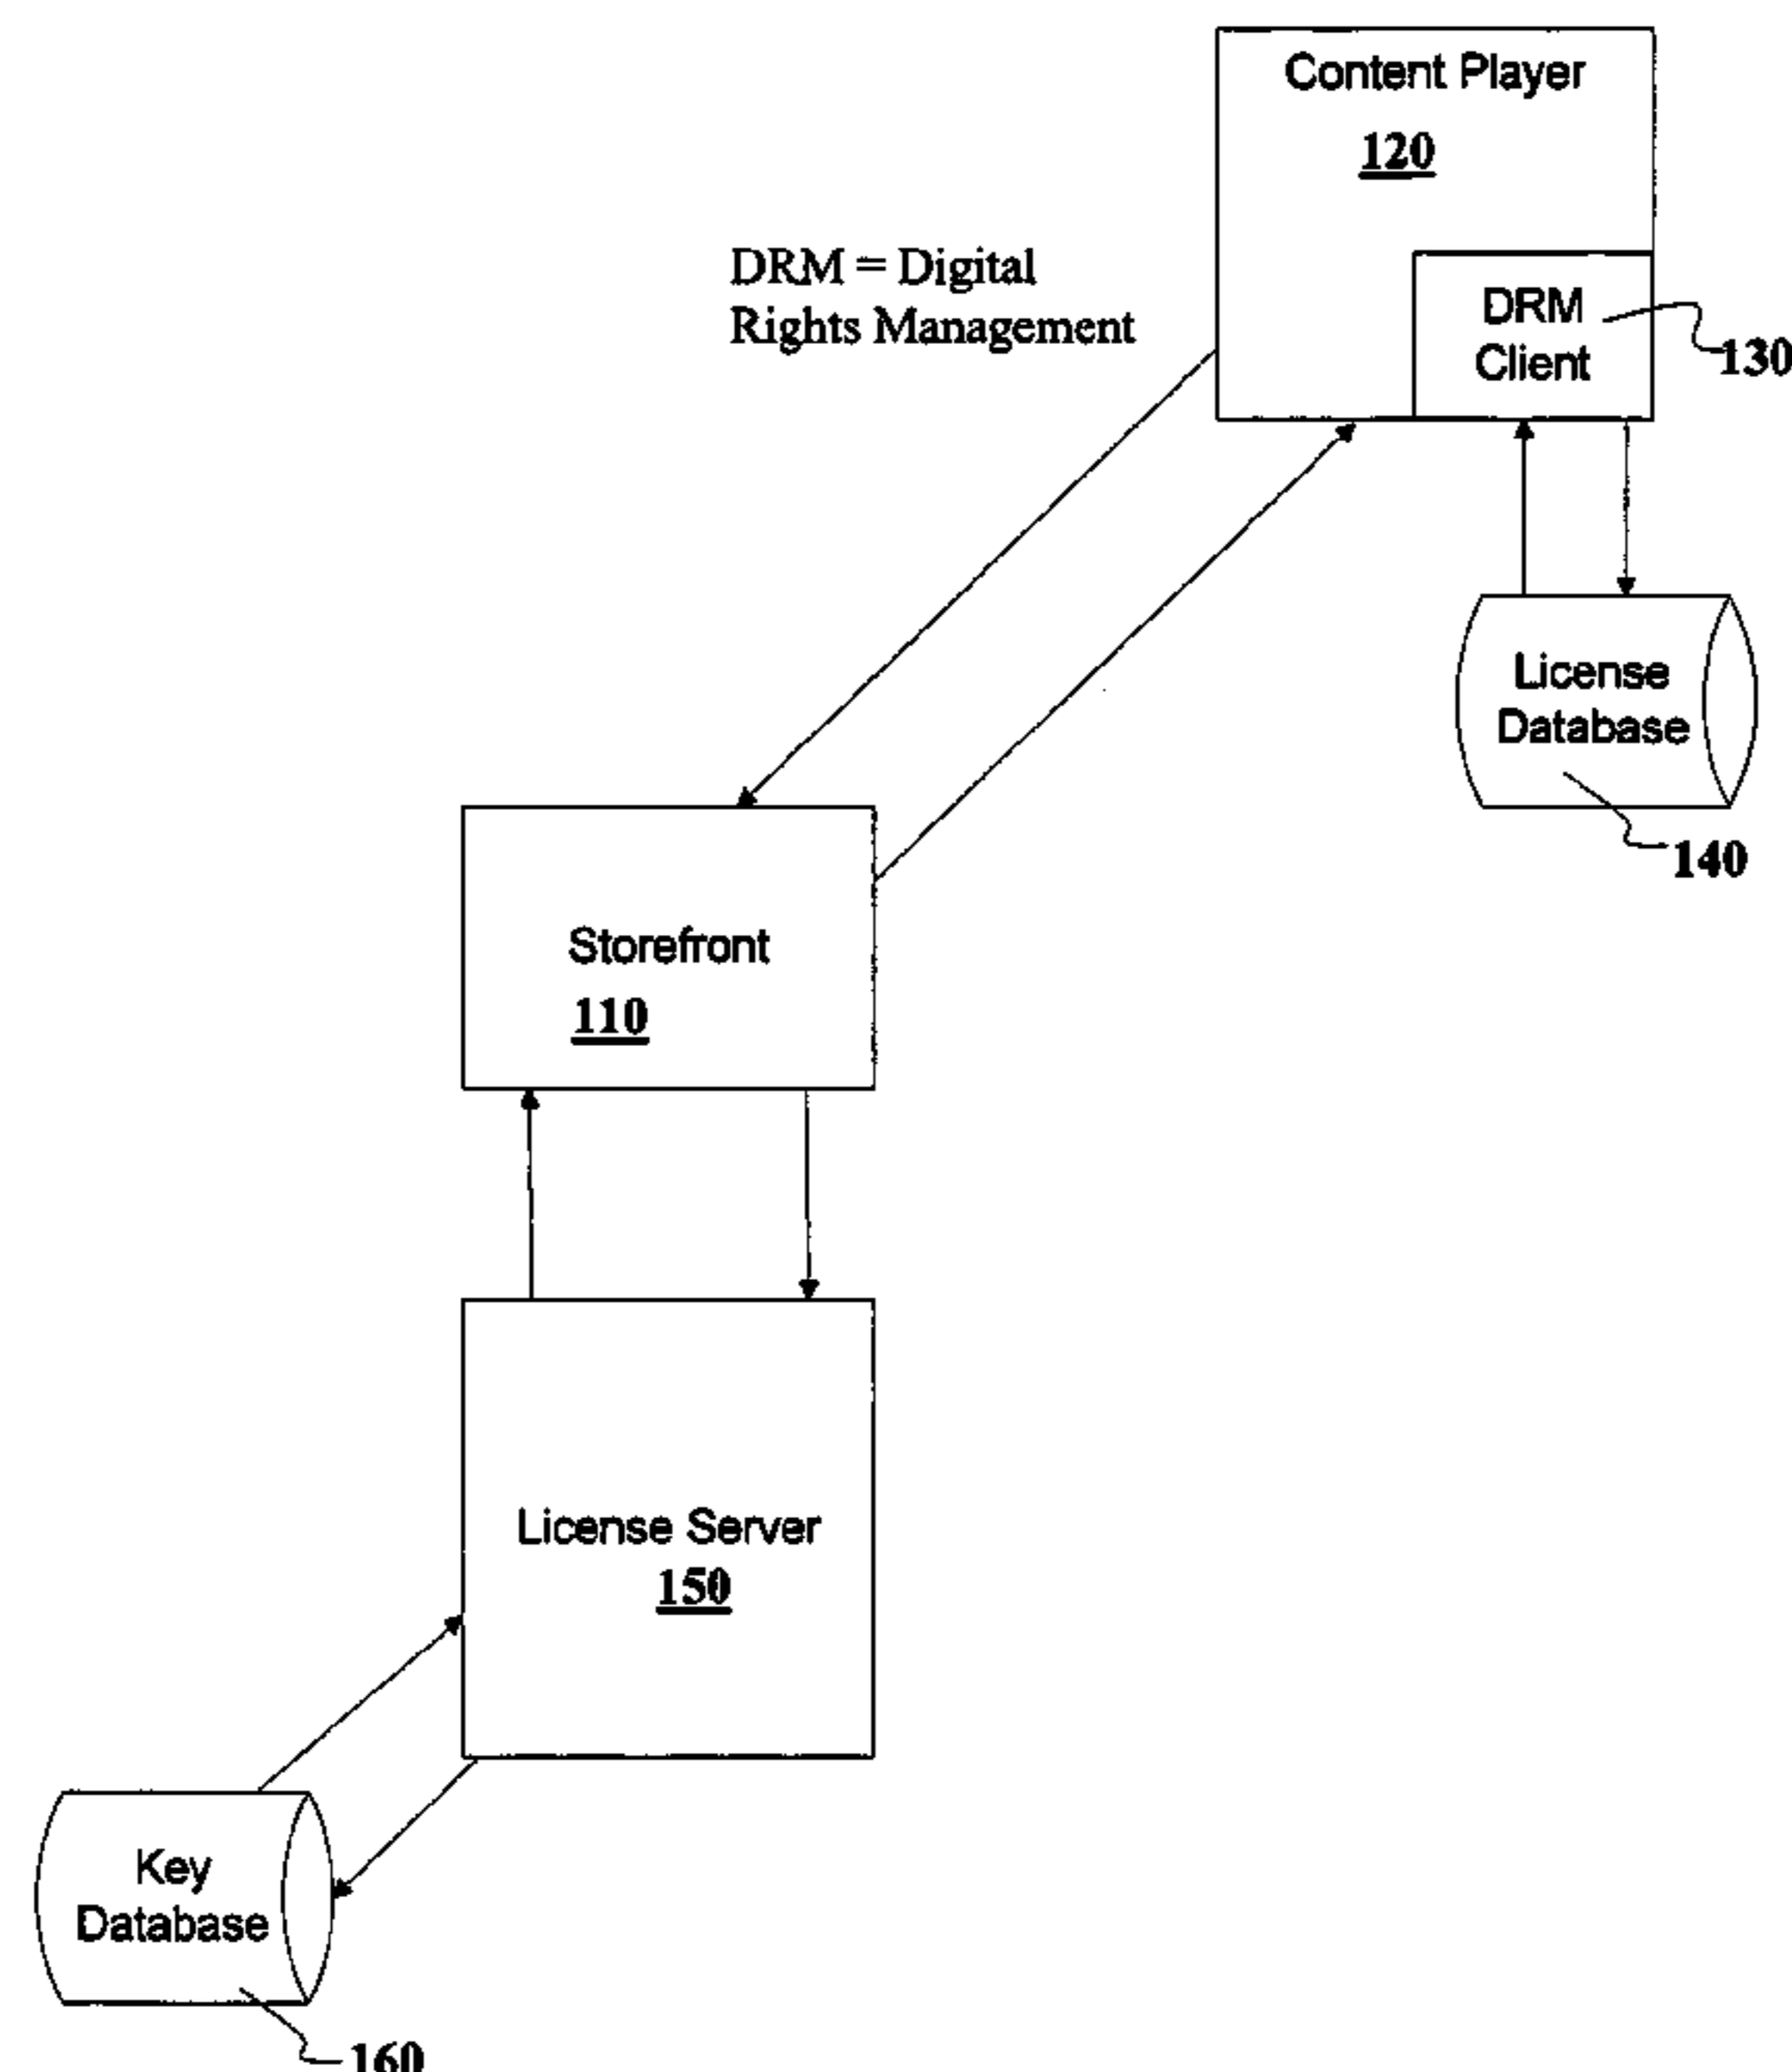 Content Player
120
DRM = Digital
Rights Management
DRM
Client
130
License
Database
140
Storefront
110
License Server
150
Key
Database
160